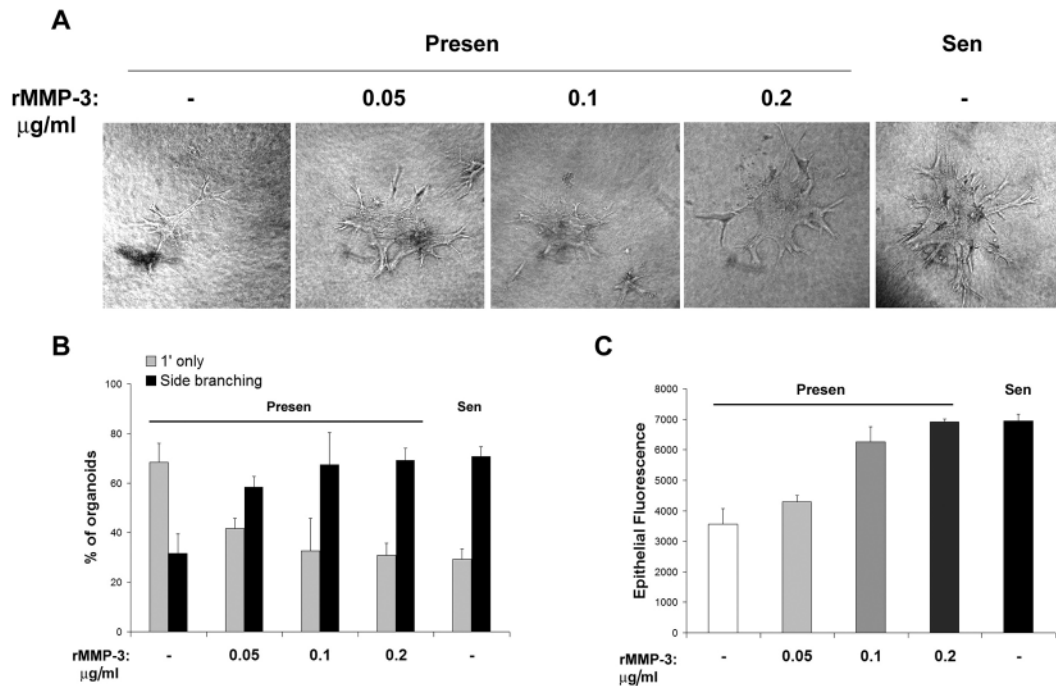 A
Presen Sen
rMMP-3: - 0.05 0.1 0.2 -
μg/ml
B
1' only
Side branching
Presen Sen
% of organoids
100
80
60
40
20
0
rMMP-3: - 0.05 0.1 0.2 -
μg/ml
C
Presen Sen
Epithelial Fluorescence
8000
7000
6000
5000
4000
3000
2000
1000
0
rMMP-3: - 0.05 0.1 0.2 -
μg/ml